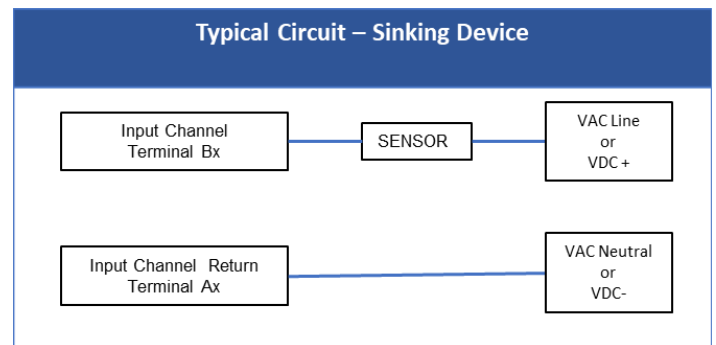 Typical Circuit – Sinking Device
Input Channel
Terminal Bx
SENSOR
VAC Line
or
VDC +
Input Channel Return
Terminal Ax
VAC Neutral
or
VDC-